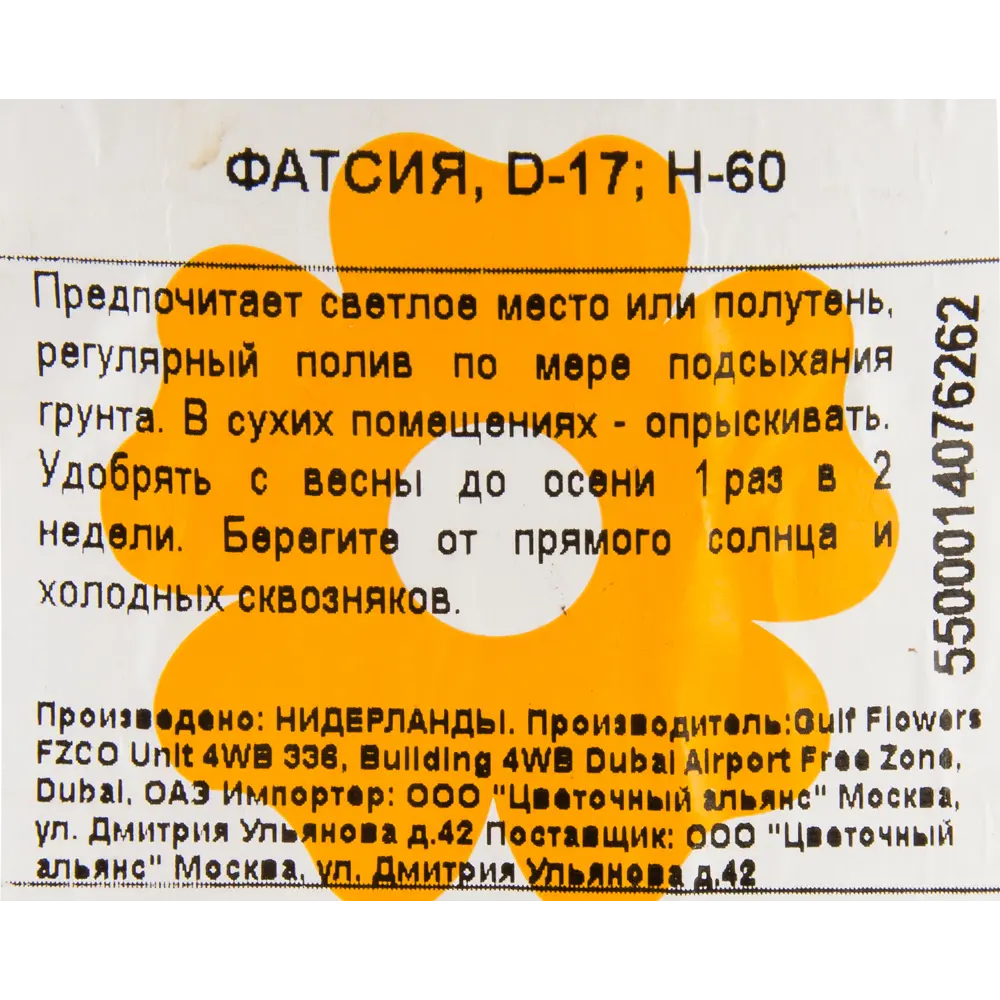 ФАТСИЯ, D-17; H-60
Предпочитает светлое место или полутень,
регулярный полив по мере подсыхания
грунта. В сухих помещениях - опрыскивать.
Удобрять с весны до осени 1 раз в 2
недели. Берегите от прямого солнца и
холодных сквозняков.
5500014076262
Произведено: НИДЕРЛАНДЫ. Производитель:Gulf Flowers
FZCO Unit 4WB 336, Building 4WB Dubai Airport Free Zone,
Dubai, ОАЭ Импортер: ООО "Цветочный альянс" Москва,
ул. Дмитрия Ульянова д.42 Поставщик: ООО "Цветочный
альянс" Москва, ул. Дмитрия Ульянова д.42